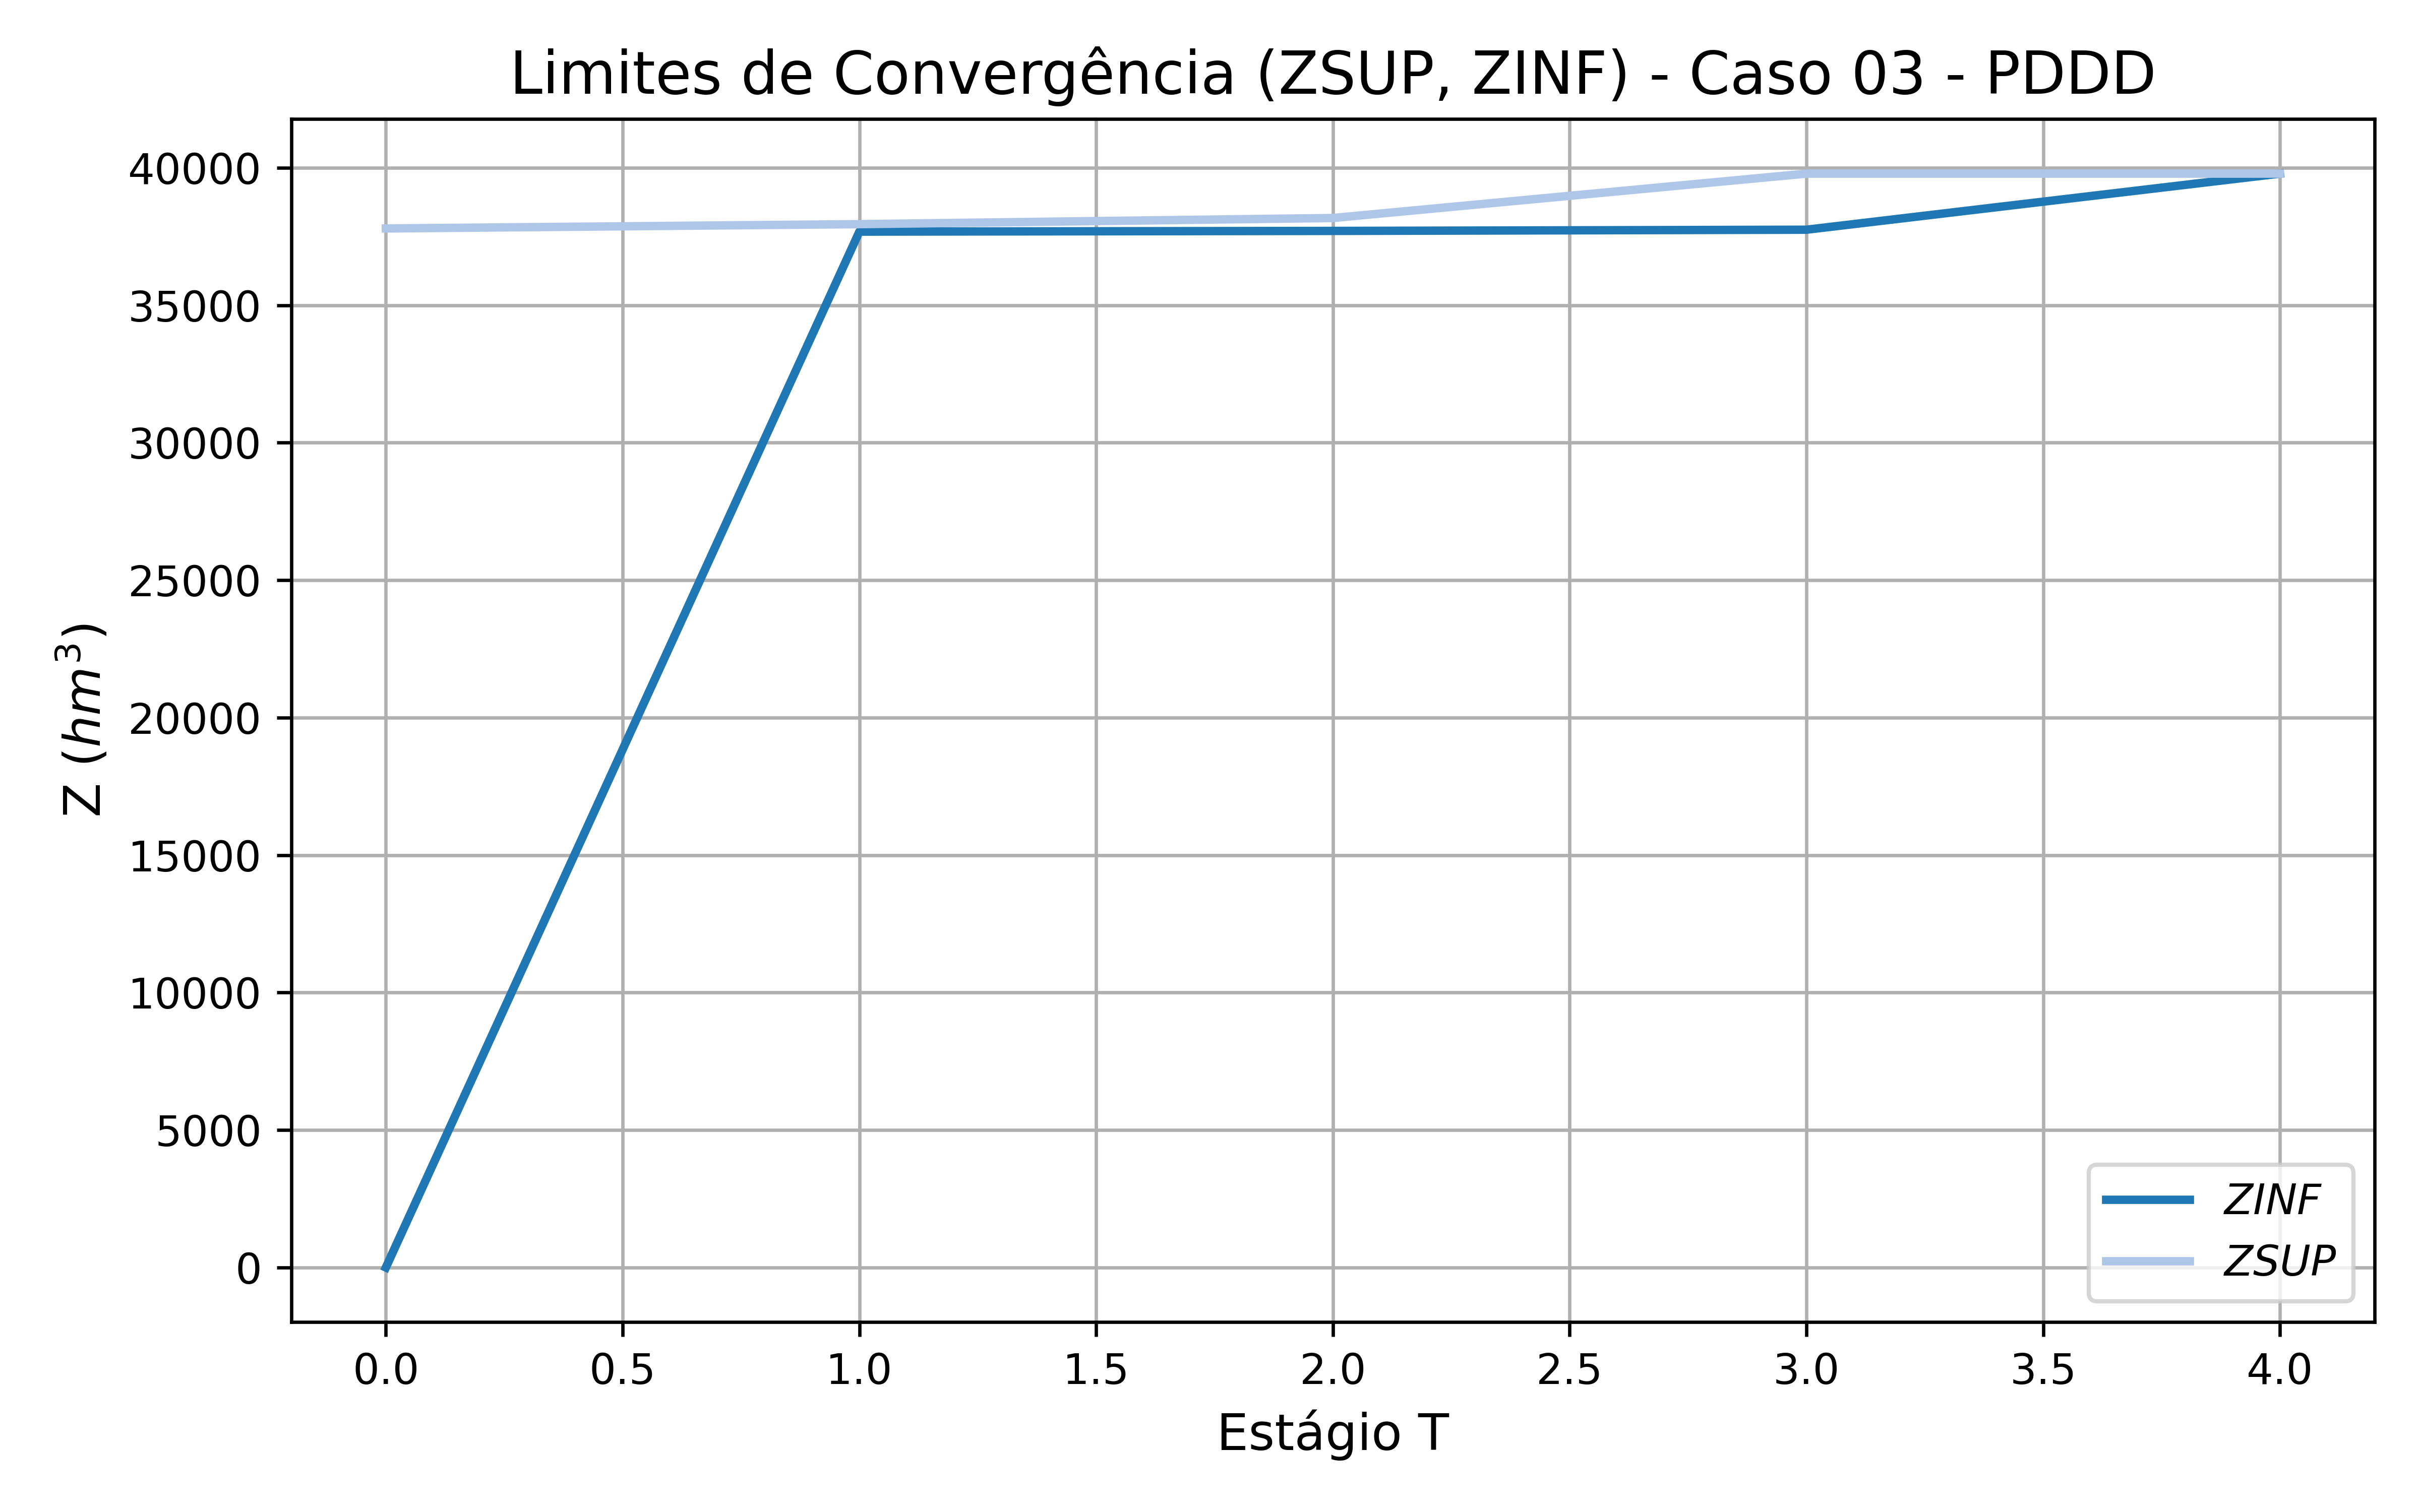 Limites de Convergência (ZSUP, ZINF) - Caso 03 - PDDD
40000
35000
30000
25000
20000
15000
10000
5000
0
Z (hm³)
0.0 0.5 1.0 1.5 2.0 2.5 3.0 3.5 4.0
Estágio T
ZINF
ZSUP